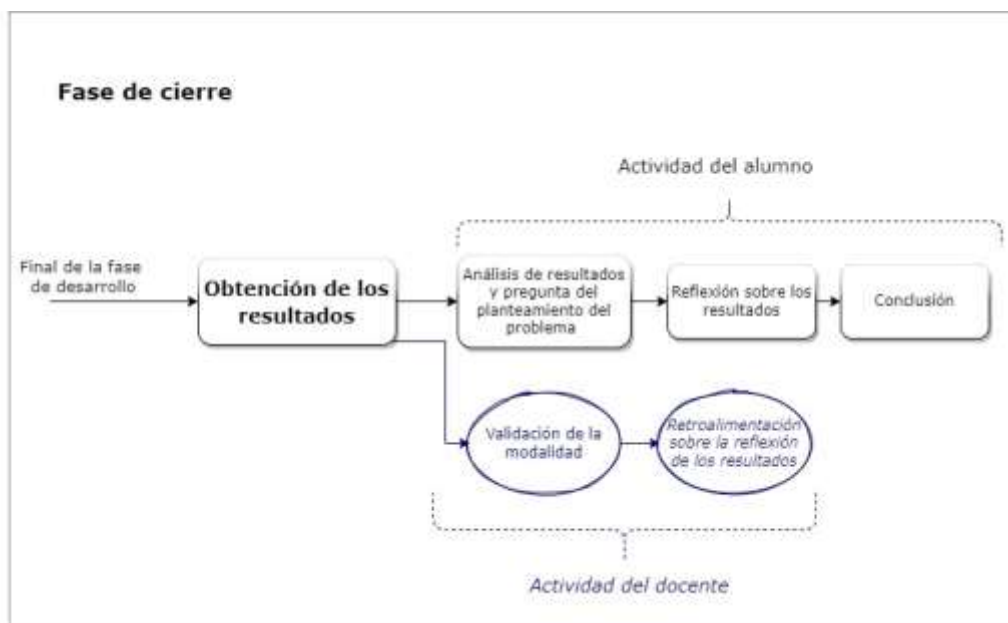 Fase de cierre
Actividad del alumno
Final de la fase
de desarrollo
Obtención de los
resultados
Análisis de resultados
y pregunta del
planteamiento del
problema
Reflexión sobre los
resultados
Conclusión
Validación de la
modalidad
Retroalimentación
sobre la reflexión
de los resultados
Actividad del docente